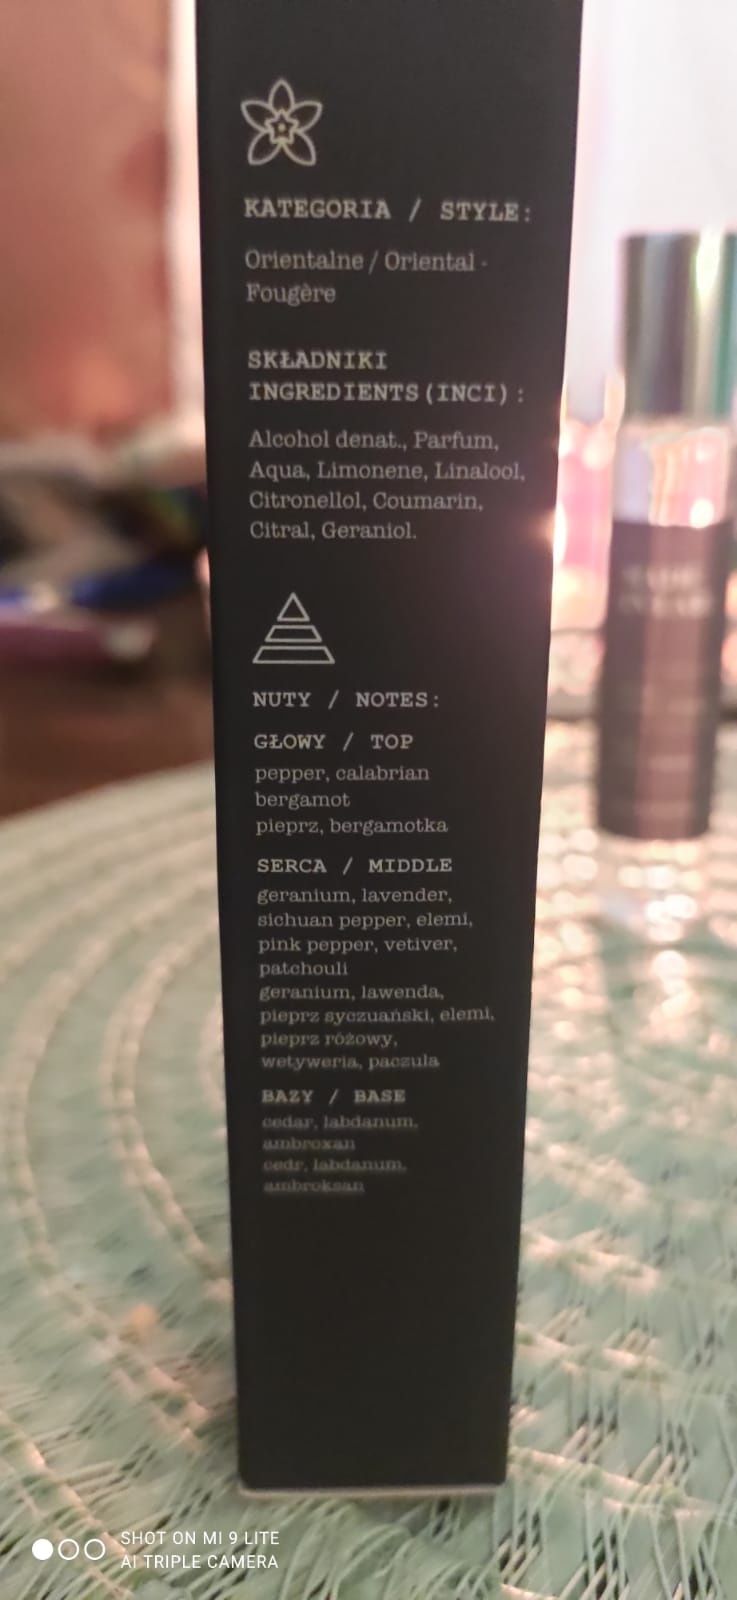 KATEGORIA / STYLE:
Orientalne / Oriental -
Fougère
SKŁADNIKI
INGREDIENTS (INCI) :
Alcohol denat., Parfum,
Aqua, Limonene, Linalool,
Citronellol, Coumarin,
Citral, Geraniol.
NUTY / NOTES:
GŁOWY / TOP
pepper, calabrian
bergamot
pieprz, bergamotka
SERCA / MIDDLE
geranium, lavender,
sichuan pepper, elemi,
pink pepper, vetiver,
patchouli
geranium, lawenda,
pieprz syczuański, elemi,
pieprz różowy,
wetyweria, paczula
BAZY / BASE
cedar, labdanum,
ambroxan
cedr, labdanum,
ambroksan
SHOT ON MI 9 LITE
AI TRIPLE CAMERA